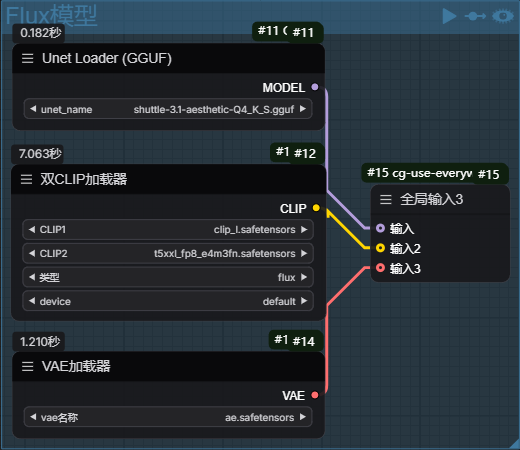 Flux模型
0.182秒
#11 #11
Unet Loader (GGUF)
MODEL
unet_name shuttle-3.1-aesthetic-Q4_K_S.gguf
7.063秒
#1 #12
双CLIP加载器
CLIP
CLIP1 clip_l.safetensors
CLIP2 t5xxl_fp8_e4m3fn.safetensors
类型 flux
device default
#15 cg-use-everyw #15
全局输入3
输入
输入2
输入3
1.210秒
#1 #14
VAE加载器
VAE
vae名称 ae.safetensors